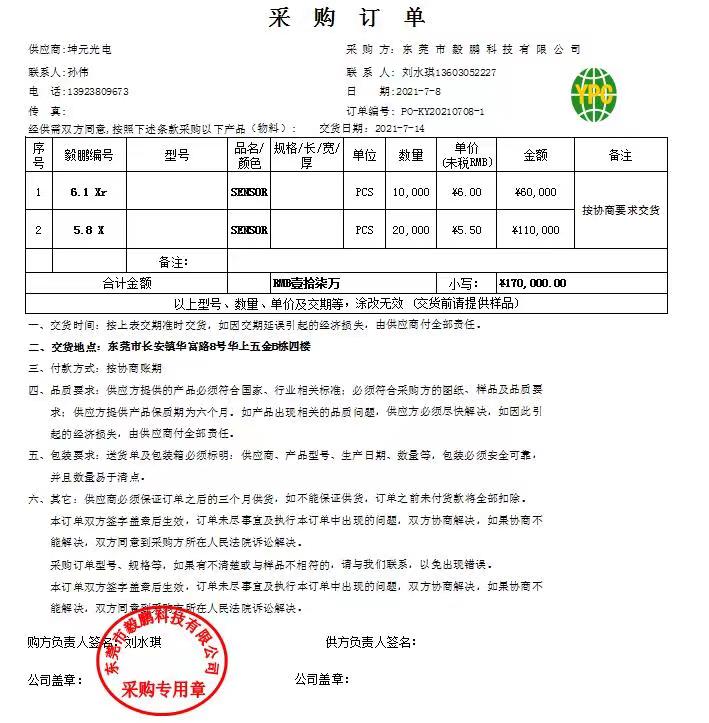 采 购 订 单
供应商:坤元光电
采 购 方: 东 莞 市 毅 鹏 科 技 有 限 公 司
联系人:孙伟
联 系 人: 刘水琪13603052227
电 话:13923809673
日 期:2021-7-8
传 真:
订单编号: PO-KY20210708-1
YPC
经供需双方同意,按照下述条款采购以下产品(物料): 交货日期:2021-7-14
序号 毅鹏编号 型号 品名/颜色 规格/长/宽/厚 单位 数量 单价(未税RMB) 金额 备注
1 6.1 Xr SENSOR PCS 10,000 ¥6.00 ¥60,000 按协商要求交货
2 5.8 X SENSOR PCS 20,000 ¥5.50 ¥110,000
备注:
合计金额 RMB壹拾柒万 小写: ¥170,000.00
以上型号、数量、单价及交期等,涂改无效 (交货前请提供样品)
一、交货时间: 按上表交期准时交货, 如因交期延误引起的经济损失, 由供应商付全部责任。
二、交货地点: 东莞市长安镇华富路8号华上五金B栋四楼
三、付款方式: 按协商账期
四、品质要求: 供应方提供的产品必须符合国家、行业相关标准; 必须符合采购方的图纸、样品及品质要
求; 供应方提供产品保质期为六个月。如产品出现相关的品质问题, 供应方必须尽快解决, 如因此引
起的经济损失, 由供应商付全部责任。
五、包装要求: 送货单及包装箱必须标明: 供应商、产品型号、生产日期、数量等, 包装必须安全可靠,
并且数量易于清点。
六、其它: 供应商必须保证订单之后的三个月供货, 如不能保证供货, 订单之前未付货款将全部扣除。
本订单双方签字盖章后生效, 订单未尽事宜及执行本订单中出现的问题, 双方协商解决, 如果协商不
能解决, 双方同意到采购方所在人民法院诉讼解决。
采购订单型号、规格等, 如果有不清楚或与样品不相符的, 请与我们联系, 以免出现错误。
本订单双方签字盖章后生效, 订单未尽事宜及执行本订单中出现的问题, 双方协商解决, 如果协商不
能解决, 双方同意到采购方所在人民法院诉讼解决。
购方负责人签名:刘水琪
供方负责人签名:
公司盖章:
公司盖章:
东莞市毅鹏科技有限公司
采购专用章